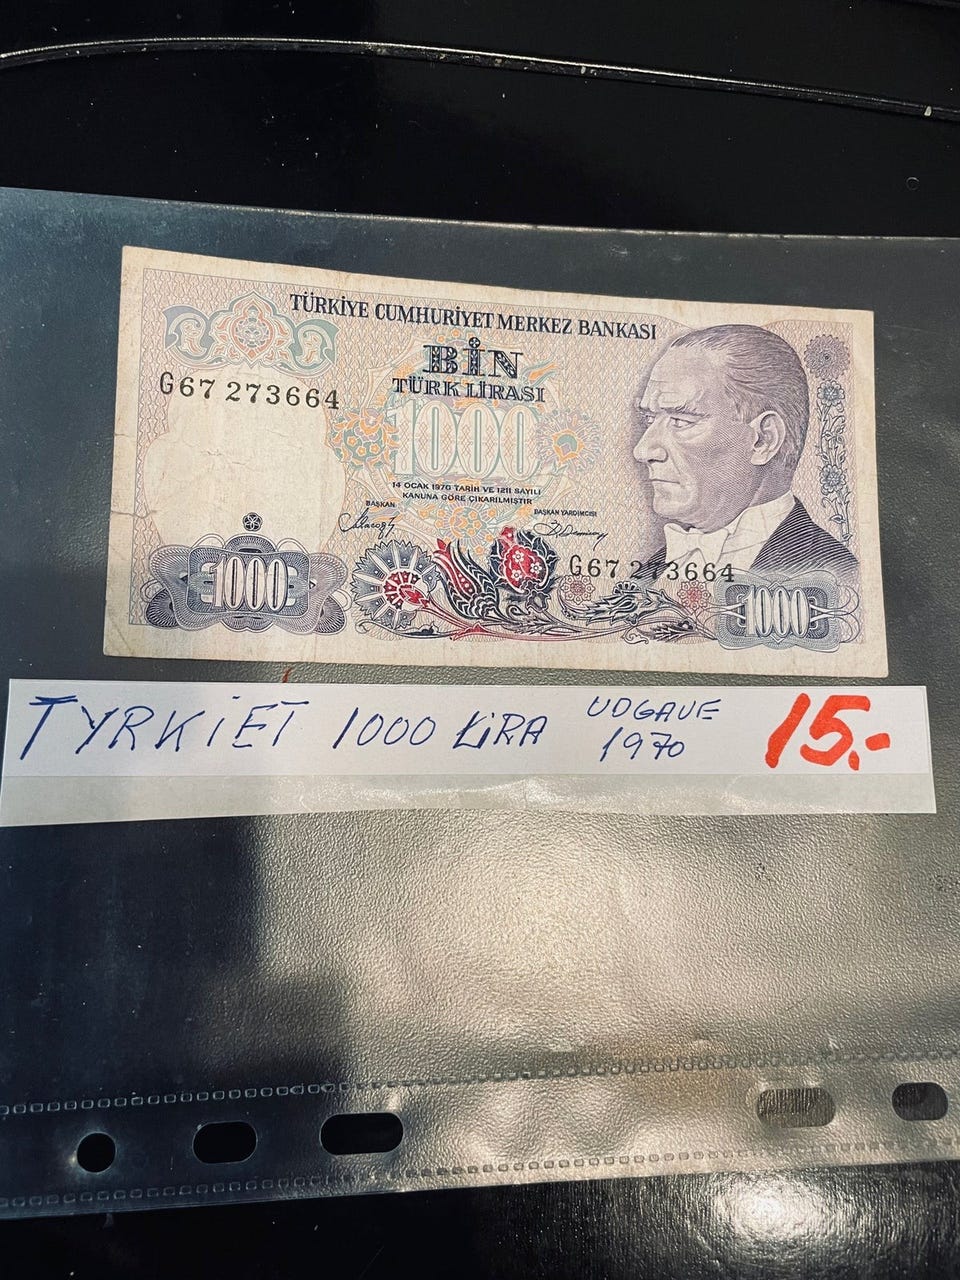 TÜRKİYE CUMHURİYET MERKEZ BANKASI
BİN
TÜRK LİRASI
G67 273664
1000
14 OCAK 1970 TARİH VE 1211 SAYILI
KANUNA GÖRE ÇIKARILMIŞTIR
BAŞKAN
BAŞKAN YARDIMCISI
G67 273664
1000
1000
TYRKIET 1000 LIRA UDGAVE 1970 15.-